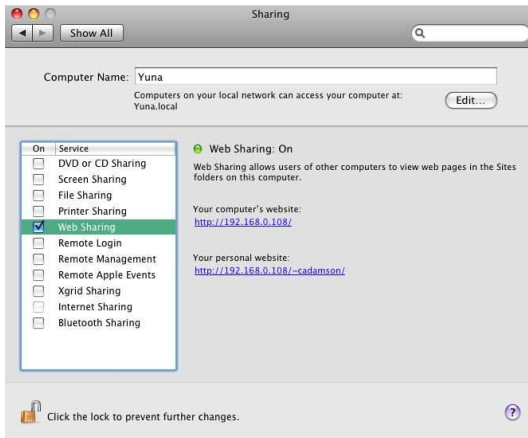 Sharing
Show All
Computer Name: Yuna
Computers on your local network can access your computer at:
Yuna.local
Edit...
On Service
DVD or CD Sharing
Screen Sharing
File Sharing
Printer Sharing
Web Sharing
Remote Login
Remote Management
Remote Apple Events
Xgrid Sharing
Internet Sharing
Bluetooth Sharing
Web Sharing: On
Web Sharing allows users of other computers to view web pages in the Sites
folders on this computer.
Your computer's website:
http://192.168.0.108/
Your personal website:
http://192.168.0.108/~cadamson/
Click the lock to prevent further changes.
?